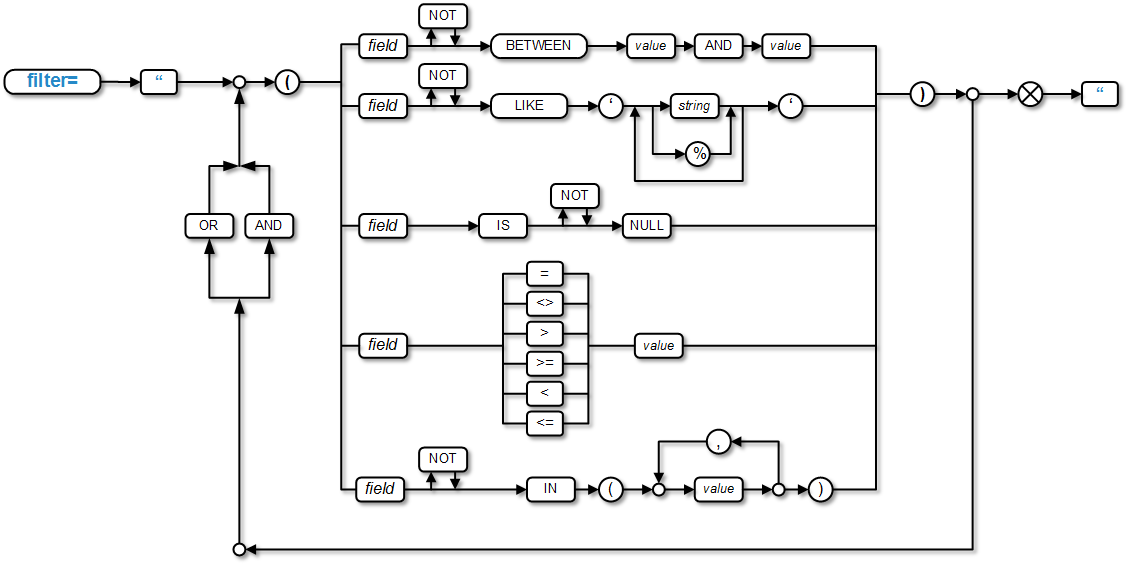 filter= “ (
NOT
field BETWEEN value AND value
NOT
field LIKE ‘ string ‘
%
) “
NOT
field IS NULL
OR AND
=
<>
>
field value
>=
<
<=
,
NOT
field IN ( value )